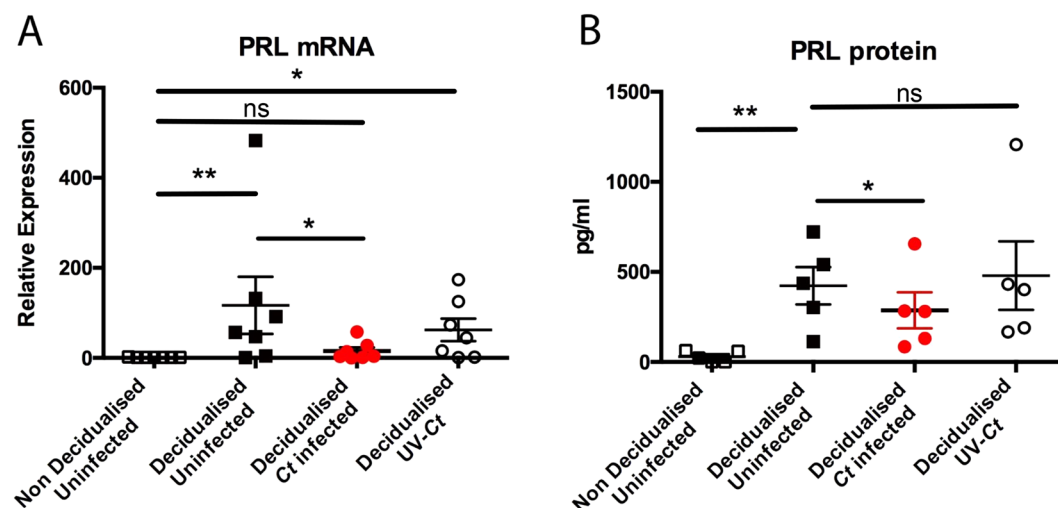 A
PRL mRNA
600
400
200
0
Relative Expression
*
ns
**
*
Non Decidualised
Uninfected
Decidualised
Uninfected
Decidualised
Ct infected
Decidualised
UV-Ct
B
PRL protein
1500
1000
500
0
pg/ml
ns
**
*
Non Decidualised
Uninfected
Decidualised
Uninfected
Decidualised
Ct infected
Decidualised
UV-Ct